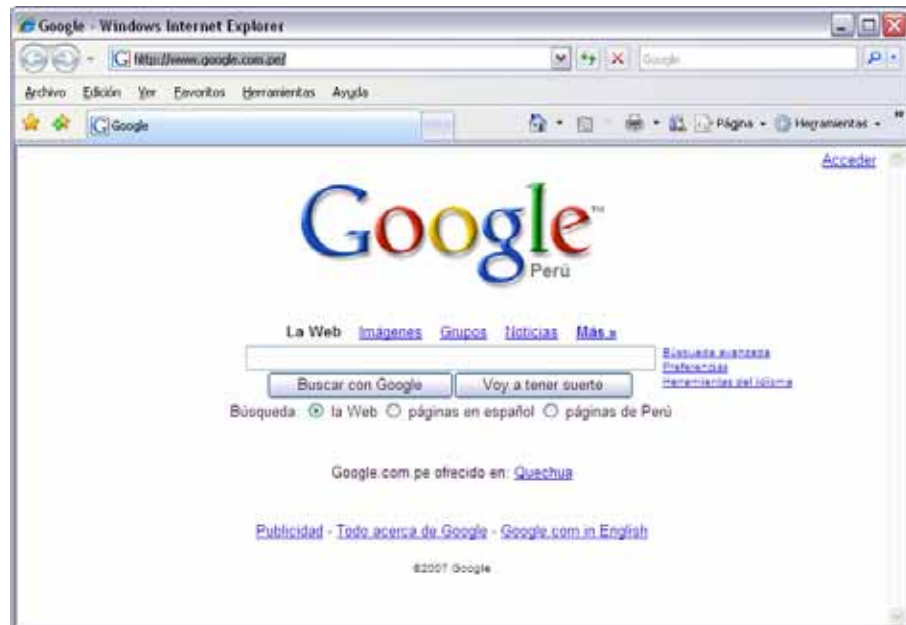 Google - Windows Internet Explorer
http://www.google.com.pe/ Google
Archivo Edición Ver Favoritos Herramientas Ayuda
Google Página Herramientas
Acceder
Google™
Perú
La Web Imágenes Grupos Noticias Más »
Búsqueda avanzada
Preferencias
Herramientas del idioma
Buscar con Google Voy a tener suerte
Búsqueda: la Web páginas en español páginas de Perú
Google.com.pe ofrecido en: Quechua
Publicidad - Todo acerca de Google - Google.com in English
©2007 Google